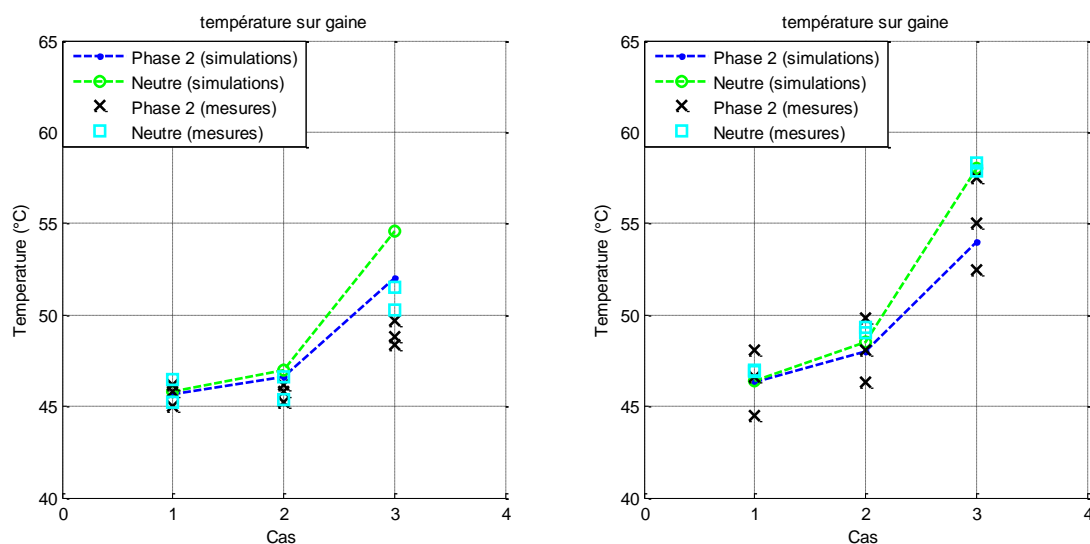 température sur gaine
65
60
55
50
45
40
0
1
2
3
4
Temperature (°C)
Cas
Phase 2 (simulations)
Neutre (simulations)
Phase 2 (mesures)
Neutre (mesures)
température sur gaine
65
60
55
50
45
40
0
1
2
3
4
Temperature (°C)
Cas
Phase 2 (simulations)
Neutre (simulations)
Phase 2 (mesures)
Neutre (mesures)